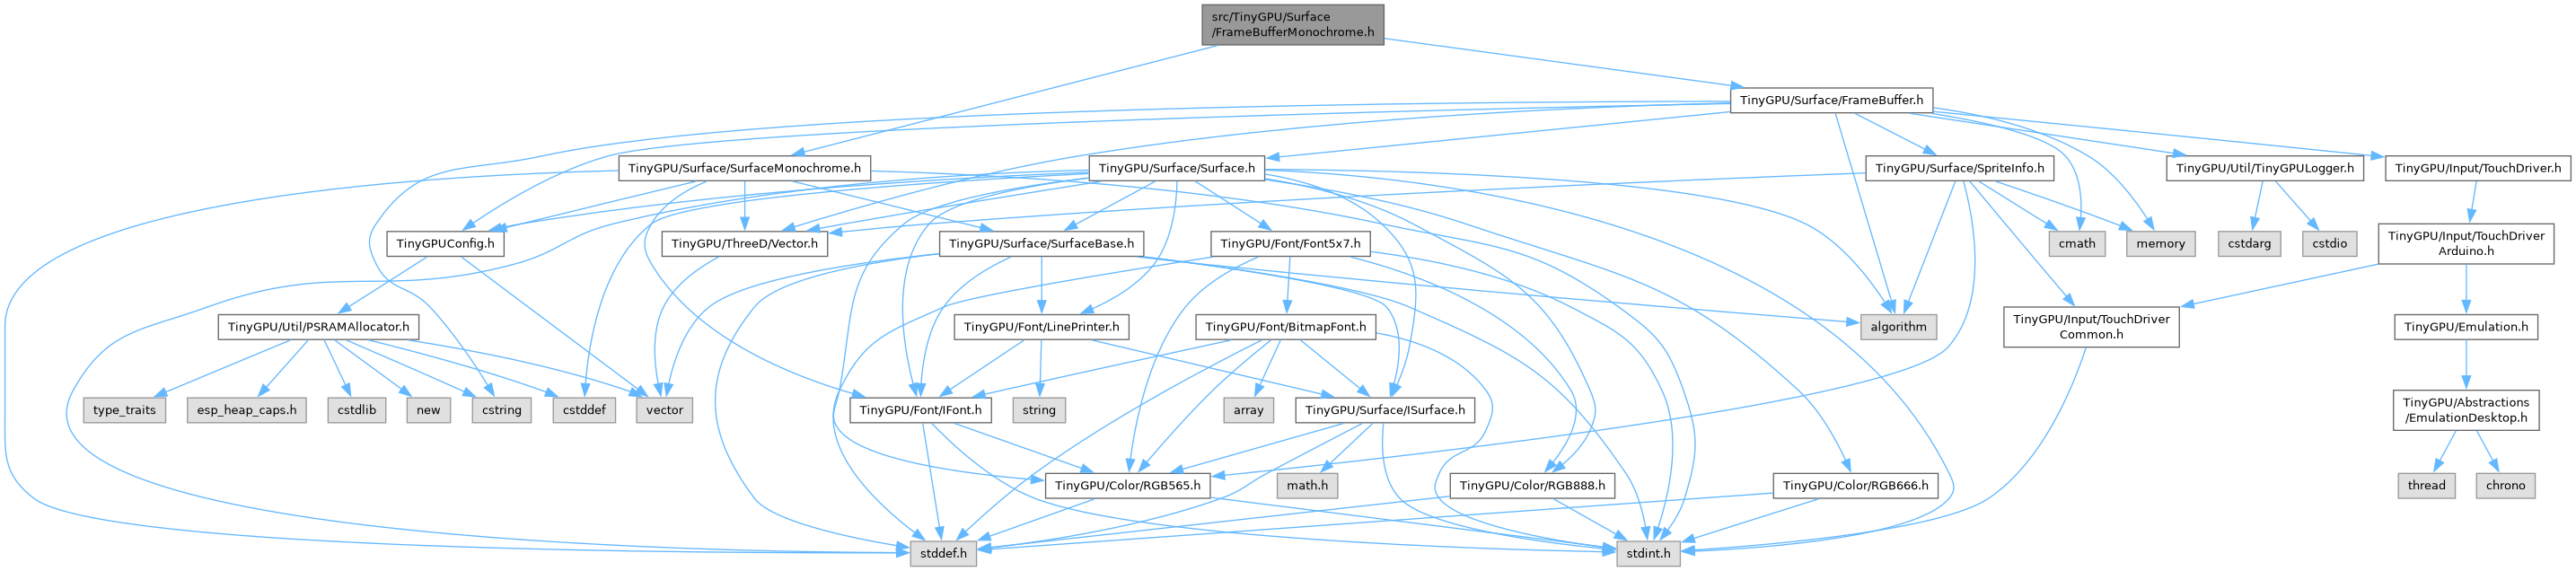 src/TinyGPU/Surface
/FrameBufferMonochrome.h
TinyGPU/Surface/FrameBuffer.h
TinyGPU/Surface/SurfaceMonochrome.h
TinyGPU/Surface/Surface.h
TinyGPU/Surface/SpriteInfo.h
TinyGPU/Util/TinyGPULogger.h
TinyGPU/Input/TouchDriver.h
TinyGPUConfig.h
TinyGPU/ThreeD/Vector.h
TinyGPU/Surface/SurfaceBase.h
TinyGPU/Font/Font5x7.h
cmath
memory
cstdarg
cstdio
TinyGPU/Input/TouchDriver
Arduino.h
TinyGPU/Util/PSRAMAllocator.h
TinyGPU/Font/LinePrinter.h
TinyGPU/Font/BitmapFont.h
algorithm
TinyGPU/Input/TouchDriver
Common.h
TinyGPU/Emulation.h
type_traits
esp_heap_caps.h
cstdlib
new
cstring
cstddef
vector
TinyGPU/Font/IFont.h
string
array
TinyGPU/Surface/ISurface.h
TinyGPU/Abstractions
/EmulationDesktop.h
TinyGPU/Color/RGB565.h
math.h
TinyGPU/Color/RGB888.h
TinyGPU/Color/RGB666.h
thread
chrono
stddef.h
stdint.h